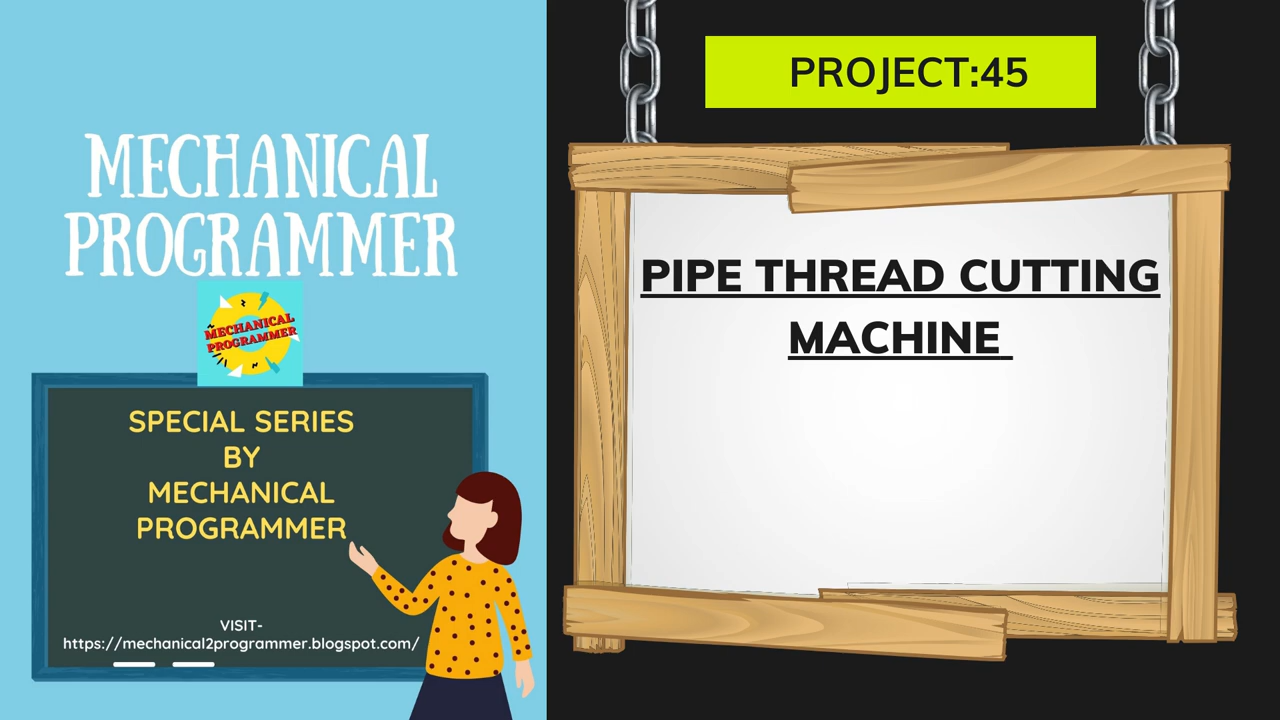 MECHANICAL
PROGRAMMER
MECHANICAL
PROGRAMMER
SPECIAL SERIES
BY
MECHANICAL
PROGRAMMER
VISIT-
https://mechanical2programmer.blogspot.com/
PROJECT:45
PIPE THREAD CUTTING
MACHINE